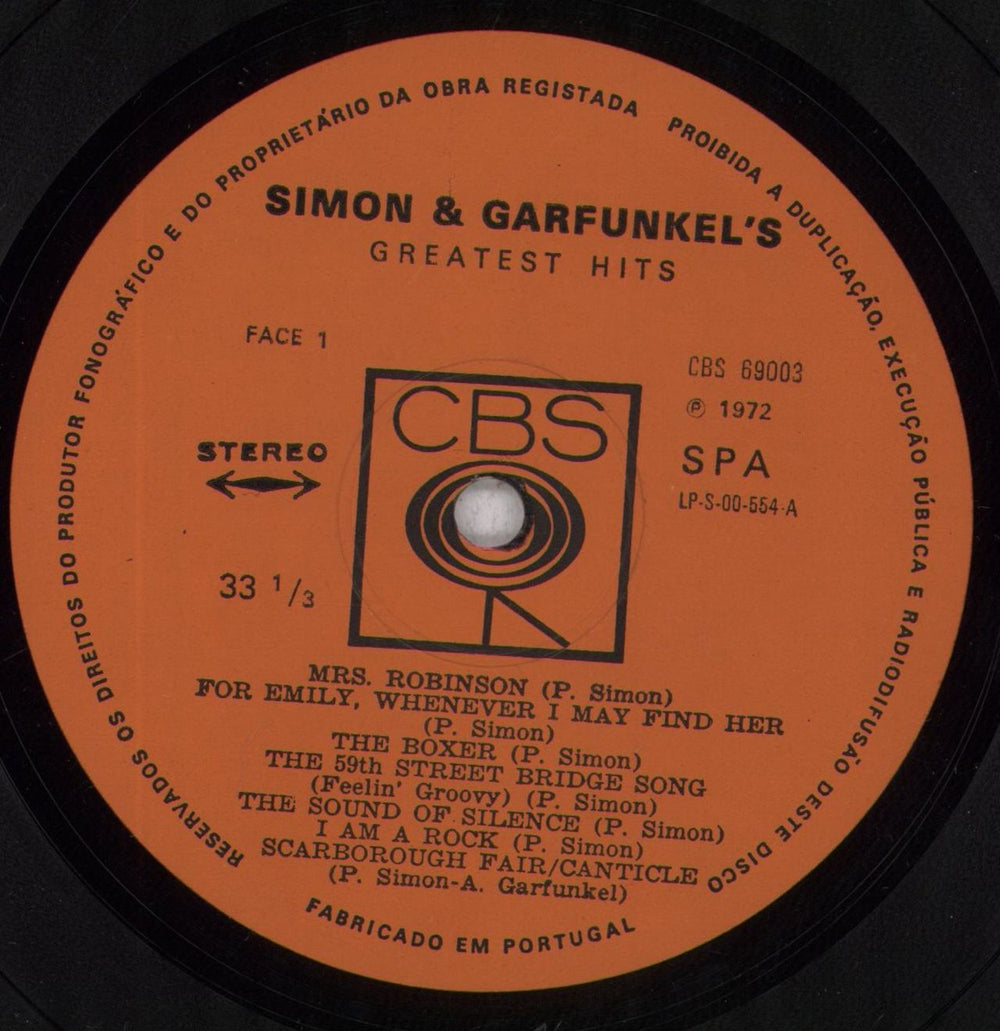 RESERVADOS OS DIREITOS DO PRODUTOR FONOGRÁFICO E DO PROPRIETÁRIO DA OBRA REGISTADA PROIBIDA A DUPLICAÇÃO, EXECUÇÃO PÚBLICA E RADIODIFUSÃO DESTE DISCO
SIMON & GARFUNKEL'S
GREATEST HITS
FACE 1
CBS 69003
℗ 1972
STEREO
SPA
LP-S-00-554-A
33 1/3
CBS
MRS. ROBINSON (P. Simon)
FOR EMILY, WHENEVER I MAY FIND HER
(P. Simon)
THE BOXER (P. Simon)
THE 59th STREET BRIDGE SONG
(Feelin' Groovy) (P. Simon)
THE SOUND OF SILENCE (P. Simon)
I AM A ROCK (P. Simon)
SCARBOROUGH FAIR/CANTICLE
(P. Simon-A. Garfunkel)
FABRICADO EM PORTUGAL